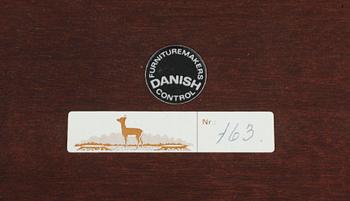 FURNITUREMAKERS
DANISH
CONTROL
Nr.: 163.